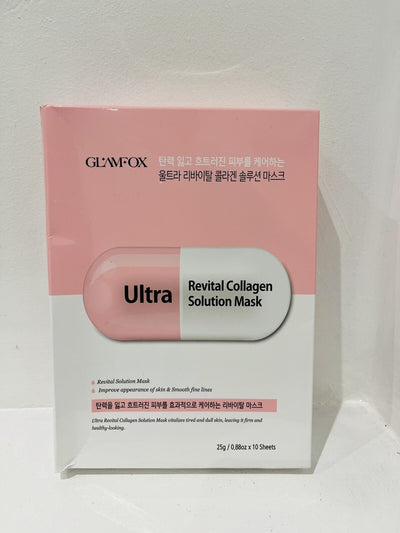 GLAMFOX
탄력 잃고 흐트러진 피부를 케어하는
울트라 리바이탈 콜라겐 솔루션 마스크
Ultra
Revital Collagen
Solution Mask
Revital Solution Mask
Improve appearance of skin & Smooth fine lines
탄력을 잃고 흐트러진 피부를 효과적으로 케어하는 리바이탈 마스크
Ultra Revital Collagen Solution Mask vitalizes tired and dull skin, leaving it firm and
healthy-looking.
25g / 0.88oz x 10 Sheets